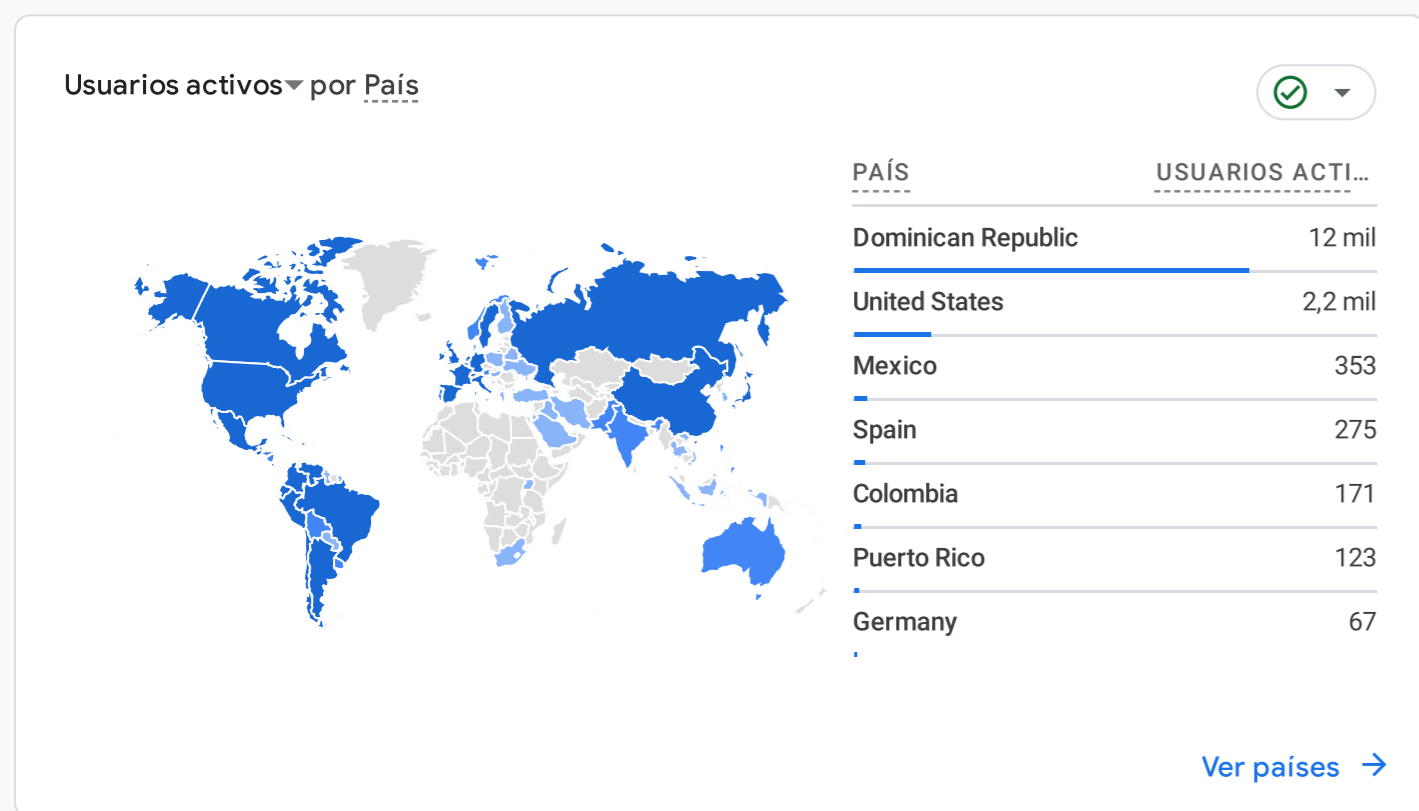 Usuarios activos por País
PAÍS USUARIOS ACTI...
Dominican Republic 12 mil
United States 2,2 mil
Mexico 353
Spain 275
Colombia 171
Puerto Rico 123
Germany 67
Ver países